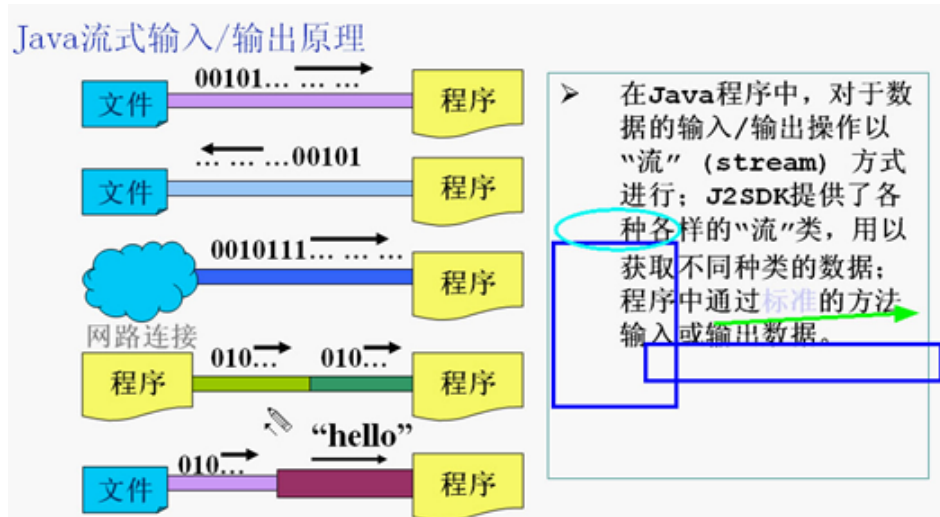 Java流式输入/输出原理
00101... ... ...
文件
程序
... ... ...00101
文件
程序
0010111... ... ...
程序
网路连接
010...
010...
程序
程序
“hello”
010...
文件
程序
➢ 在Java程序中，对于数
据的输入/输出操作以
“流” (stream) 方式
进行；J2SDK提供了各
种各样的“流”类，用以
获取不同种类的数据；
程序中通过标准的方法
输入或输出数据。